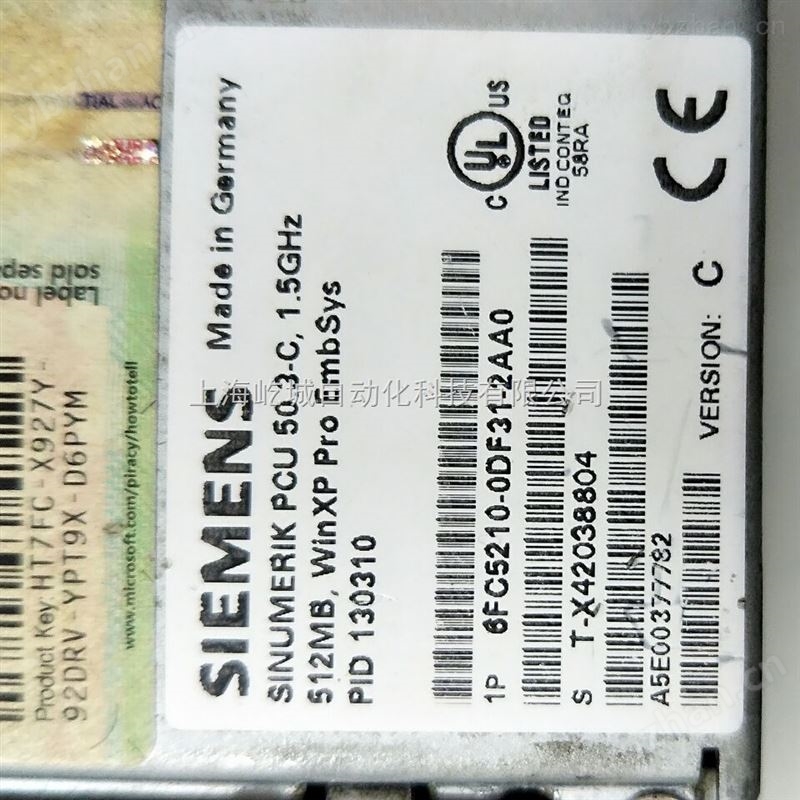 SIEMENS Made in Germany
SINUMERIK PCU 50.3-C, 1.5GHz
512MB, WinXP Pro EmbSys
PID 130310
1P 6FC5210-0DF31-2AA0
S T-X42038804
A5E00377782
VERSION: C
C UL US
LISTED
IND CONT EQ
58RA
CE
Label no
sold sep
Product Key: HT7FC-X927Y-
92DRV-YPT9X-D6PYM
www.microsoft.com/piracy/howtotell
上海屹城自动化科技有限公司